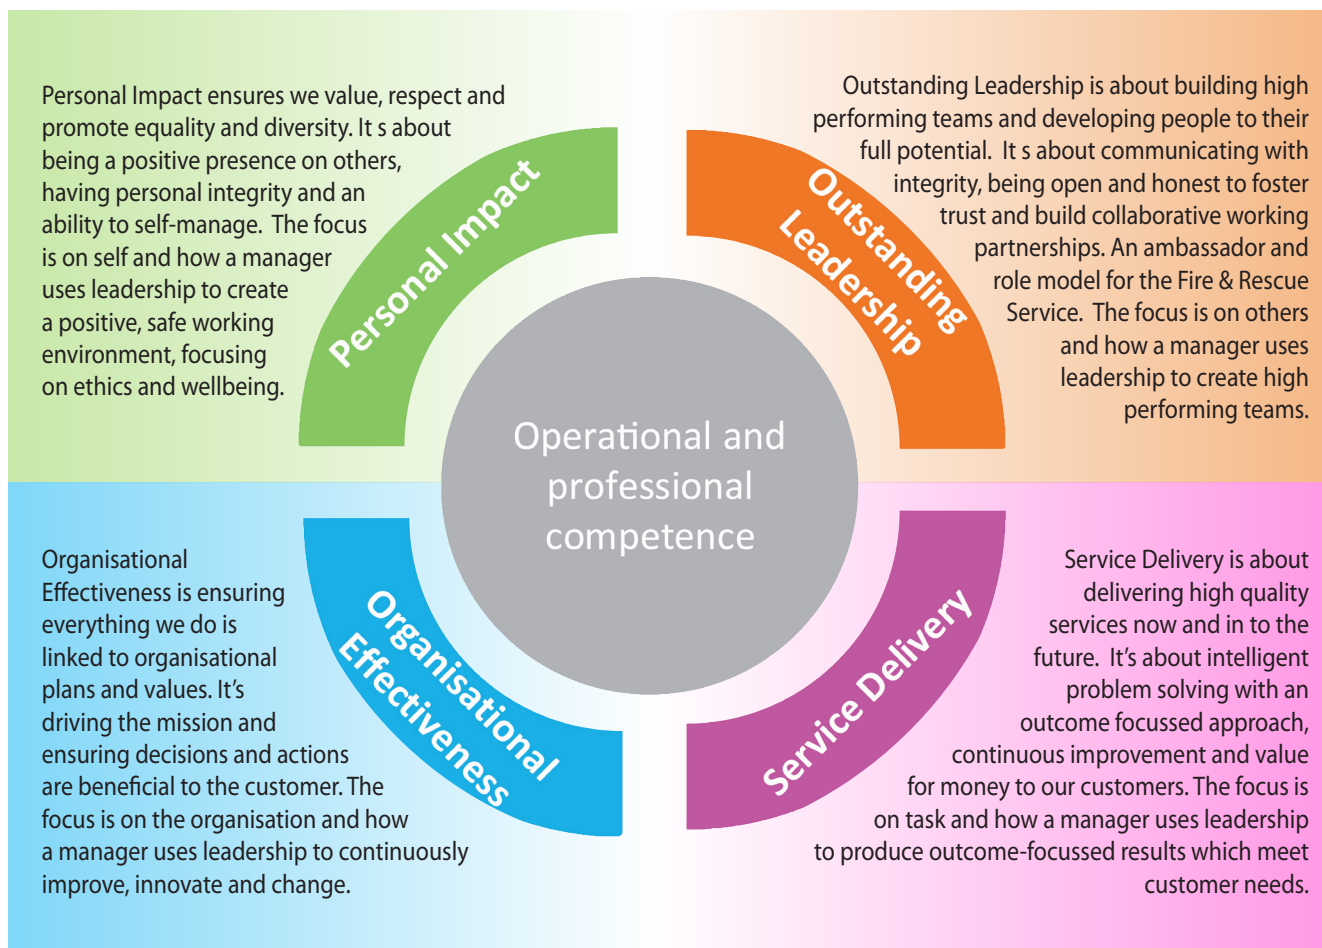 Personal Impact ensures we value, respect and
promote equality and diversity. It s about
being a positive presence on others,
having personal integrity and an
ability to self-manage.  The focus
is on self and how a manager
uses leadership to create
a positive, safe working
environment, focusing
on ethics and wellbeing.
Personal Impact
Outstanding Leadership is about building high
performing teams and developing people to their
full potential.  It s about communicating with
integrity, being open and honest to foster
trust and build collaborative working
partnerships. An ambassador and
role model for the Fire & Rescue
Service.  The focus is on others
and how a manager uses
leadership to create high
performing teams.
Outstanding
Leadership
Operational and
professional
competence
Organisational
Effectiveness is ensuring
everything we do is
linked to organisational
plans and values. It’s
driving the mission and
ensuring decisions and actions
are beneficial to the customer. The
focus is on the organisation and how
a manager uses leadership to continuously
improve, innovate and change.
Organisational
Effectiveness
Service Delivery
Service Delivery is about
delivering high quality
services now and in to the
future.  It’s about intelligent
problem solving with an
outcome focussed approach,
continuous improvement and value
for money to our customers. The focus is
on task and how a manager uses leadership
to produce outcome-focussed results which meet
customer needs.